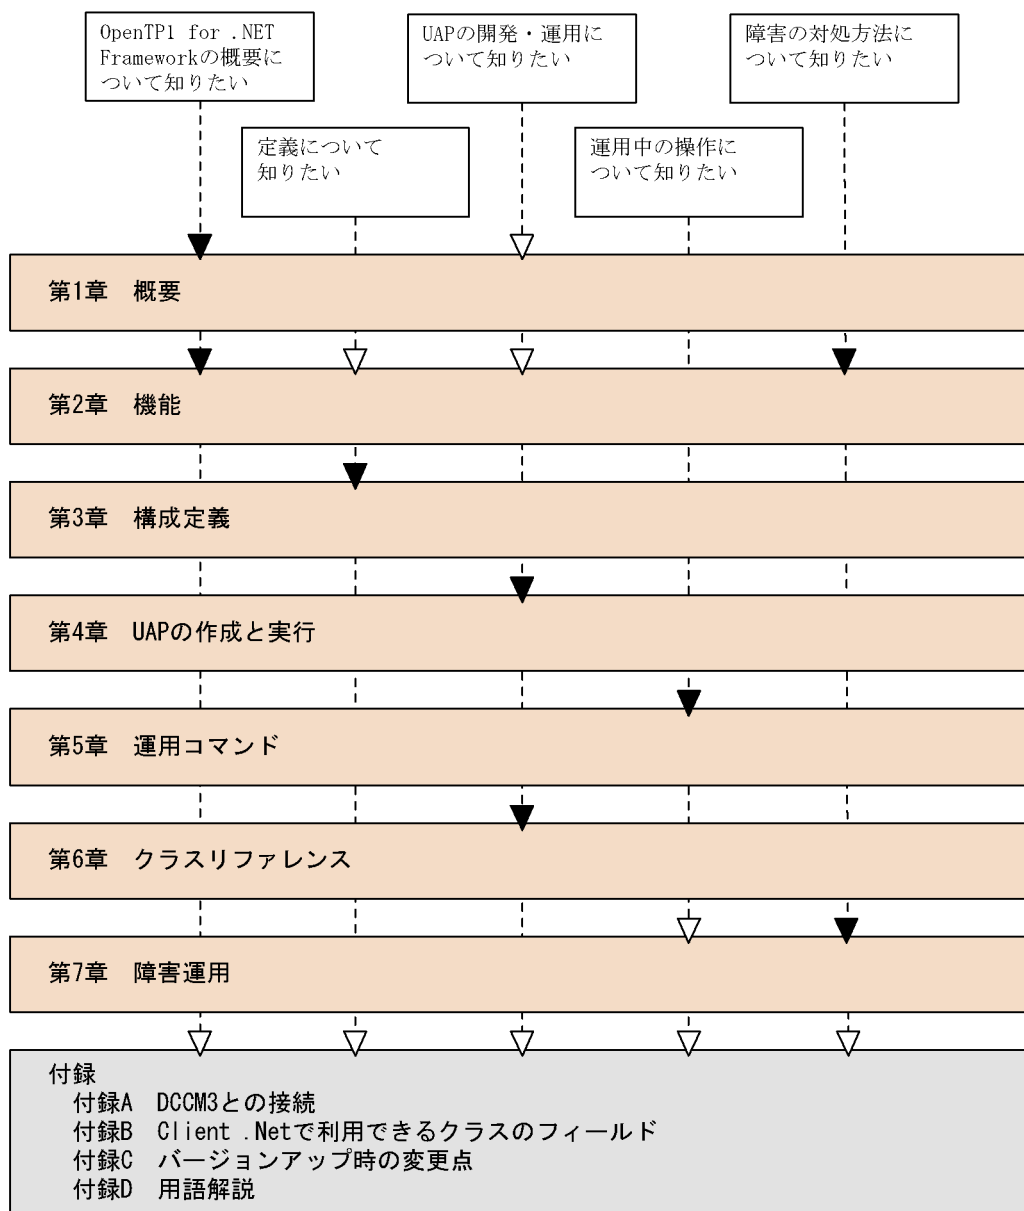 OpenTP1 for .NET
Frameworkの概要に
ついて知りたい
UAPの開発・運用に
ついて知りたい
障害の対処方法に
ついて知りたい
定義について
知りたい
運用中の操作に
ついて知りたい
第1章　概要
第2章　機能
第3章　構成定義
第4章　UAPの作成と実行
第5章　運用コマンド
第6章　クラスリファレンス
第7章　障害運用
付録
付録A　DCCM3との接続
付録B　Client .Netで利用できるクラスのフィールド
付録C　バージョンアップ時の変更点
付録D　用語解説